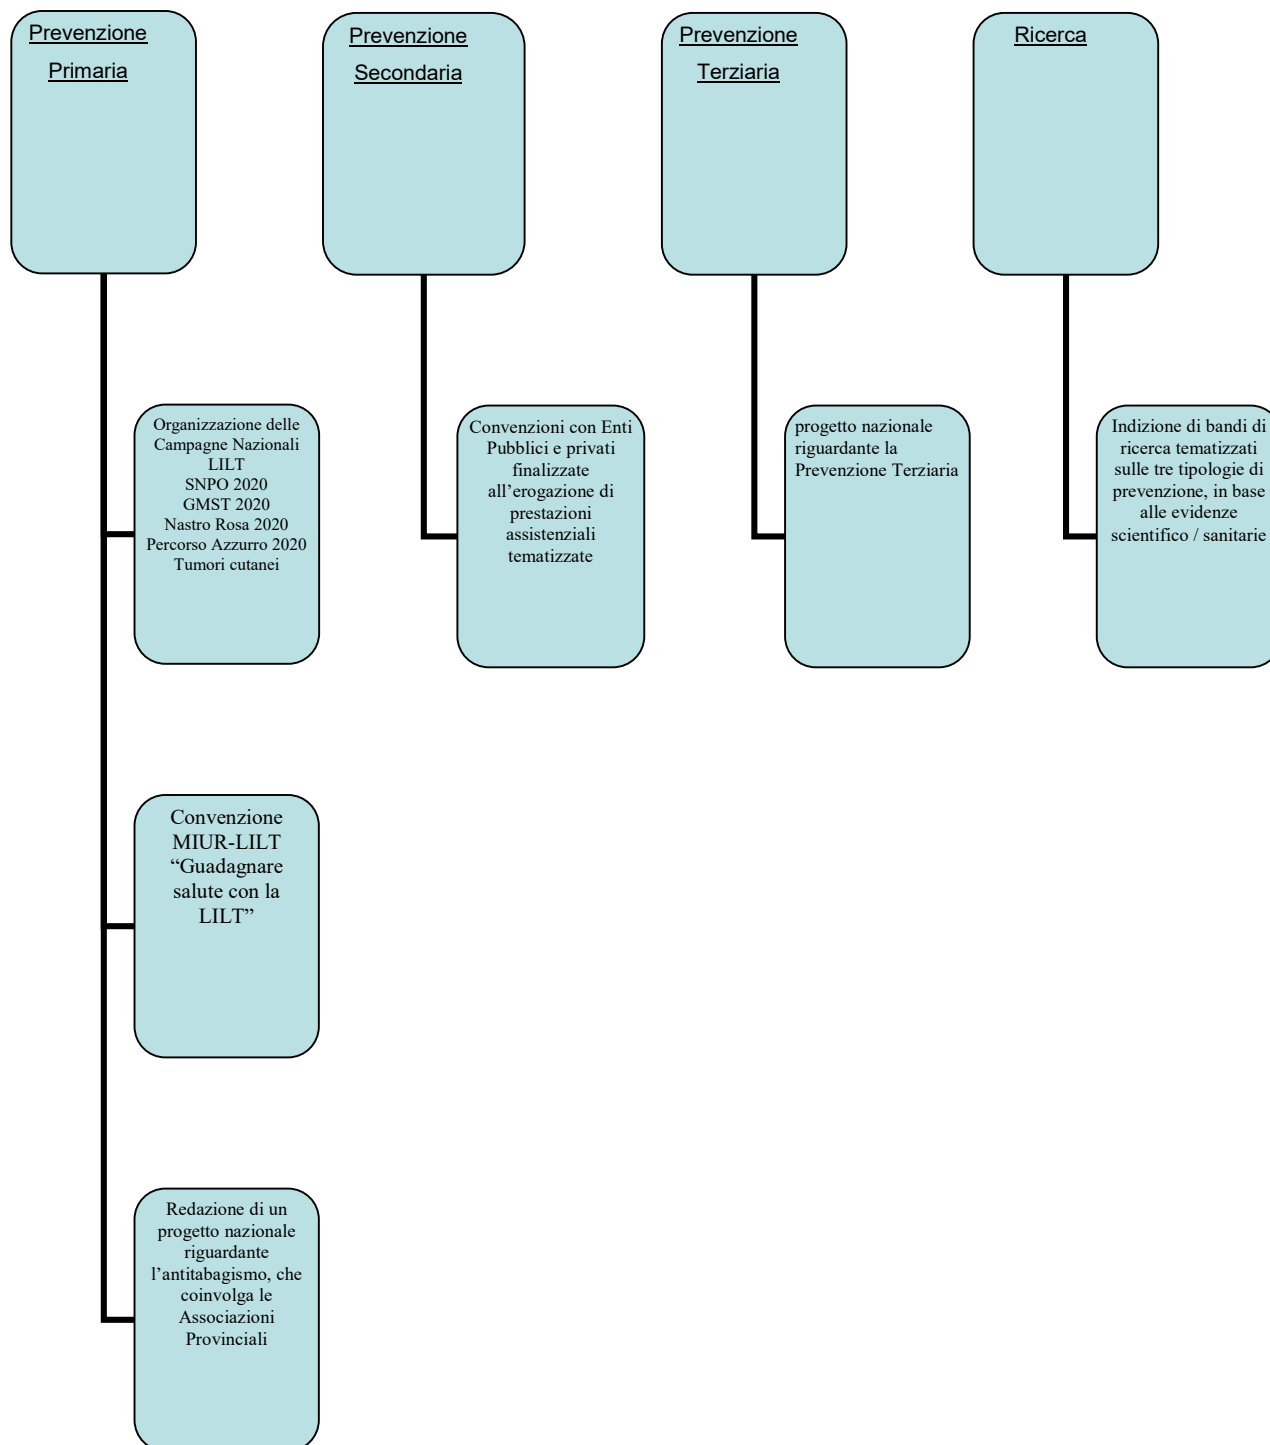 Prevenzione
Primaria
Prevenzione
Secondaria
Prevenzione
Terziaria
Ricerca
Organizzazione delle
Campagne Nazionali
LILT
SNPO 2020
GMST 2020
Nastro Rosa 2020
Percorso Azzurro 2020
Tumori cutanei
Convenzioni con Enti
Pubblici e privati
finalizzate
all’erogazione di
prestazioni
assistenziali
tematizzate
progetto nazionale
riguardante la
Prevenzione Terziaria
Indizione di bandi di
ricerca tematizzati
sulle tre tipologie di
prevenzione, in base
alle evidenze
scientifico / sanitarie
Convenzione
MIUR-LILT
“Guadagnare
salute con la
LILT”
Redazione di un
progetto nazionale
riguardante
l’antitabagismo, che
coinvolga le
Associazioni
Provinciali